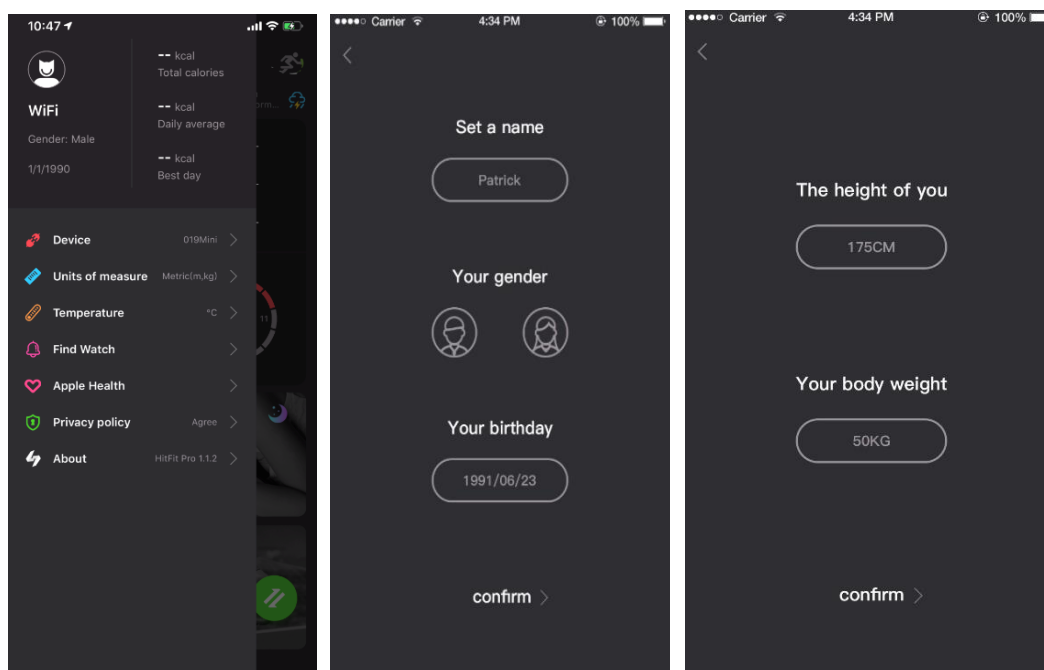 10:47
WiFi
Gender: Male
1/1/1990
-- kcal
Total calories
-- kcal
Daily average
-- kcal
Best day
orm...
11
Device 019Mini
Units of measure Metric(m,kg)
Temperature °C
Find Watch
Apple Health
Privacy policy Agree
About HitFit Pro 1.1.2
Carrier 4:34 PM 100%
Set a name
Patrick
Your gender
Your birthday
1991/06/23
confirm
Carrier 4:34 PM 100%
The height of you
175CM
Your body weight
50KG
confirm